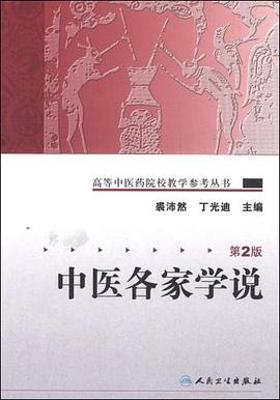 高等中医药院校教学参考丛书
裘沛然 丁光迪 主编
第2版
中医各家学说
人民卫生出版社